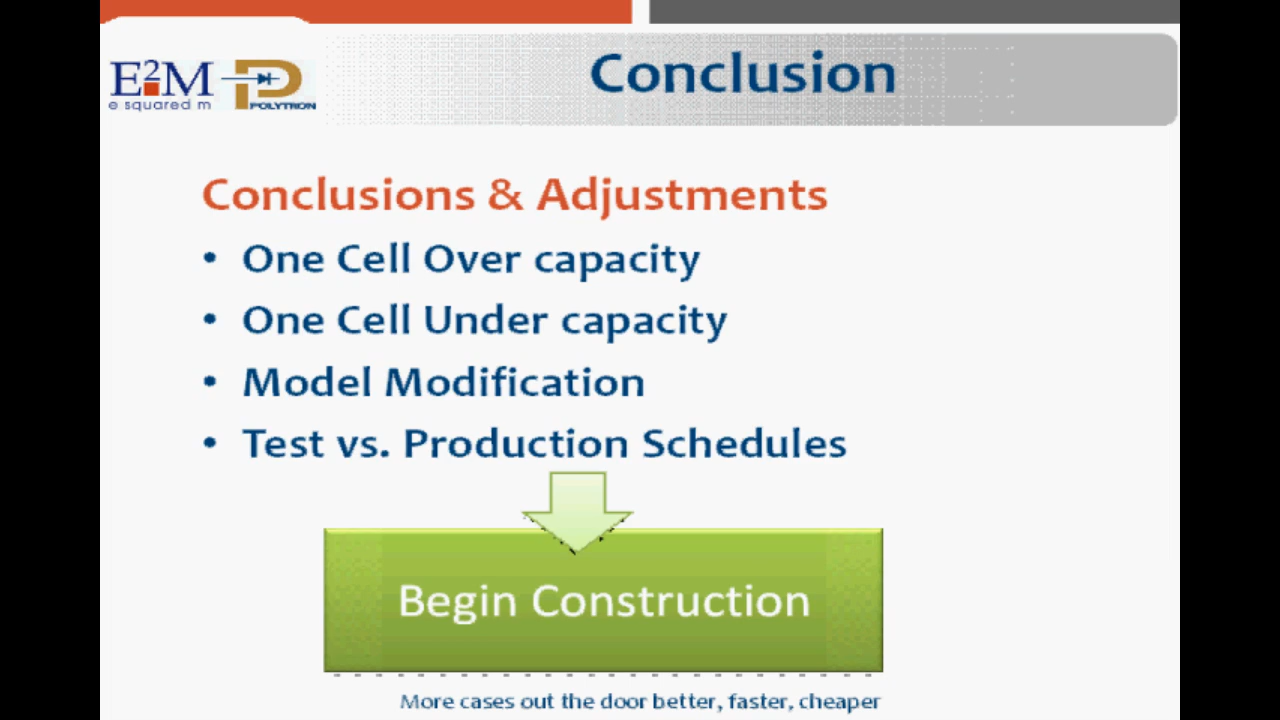 E²M
e squared m
POLYTRON
Conclusion
Conclusions & Adjustments
• One Cell Over capacity
• One Cell Under capacity
• Model Modification
• Test vs. Production Schedules
Begin Construction
More cases out the door better, faster, cheaper